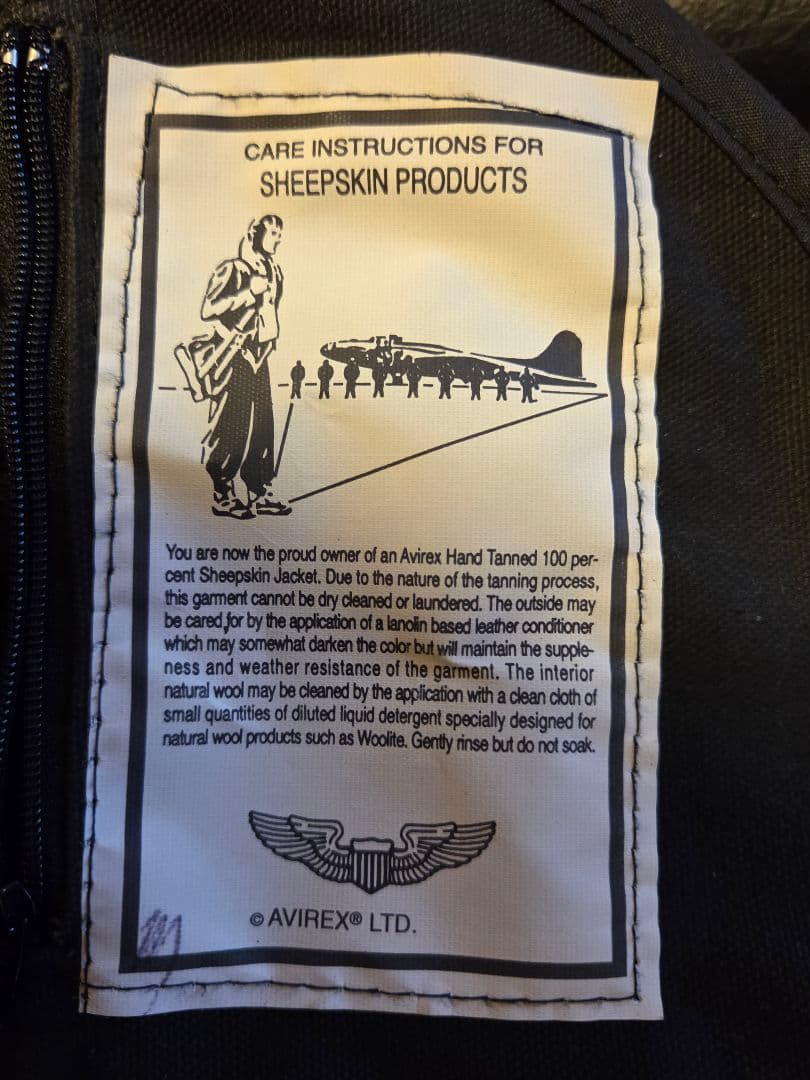 CARE INSTRUCTIONS FOR
SHEEPSKIN PRODUCTS
You are now the proud owner of an Avirex Hand Tanned 100 per-
cent Sheepskin Jacket. Due to the nature of the tanning process,
this garment cannot be dry cleaned or laundered. The outside may
be cared for by the application of a lanolin based leather conditioner
which may somewhat darken the color but will maintain the supple-
ness and weather resistance of the garment. The interior
natural wool may be cleaned by the application with a clean cloth of
small quantities of diluted liquid detergent specially designed for
natural wool products such as Woolite. Gently rinse but do not soak.
© AVIREX® LTD.